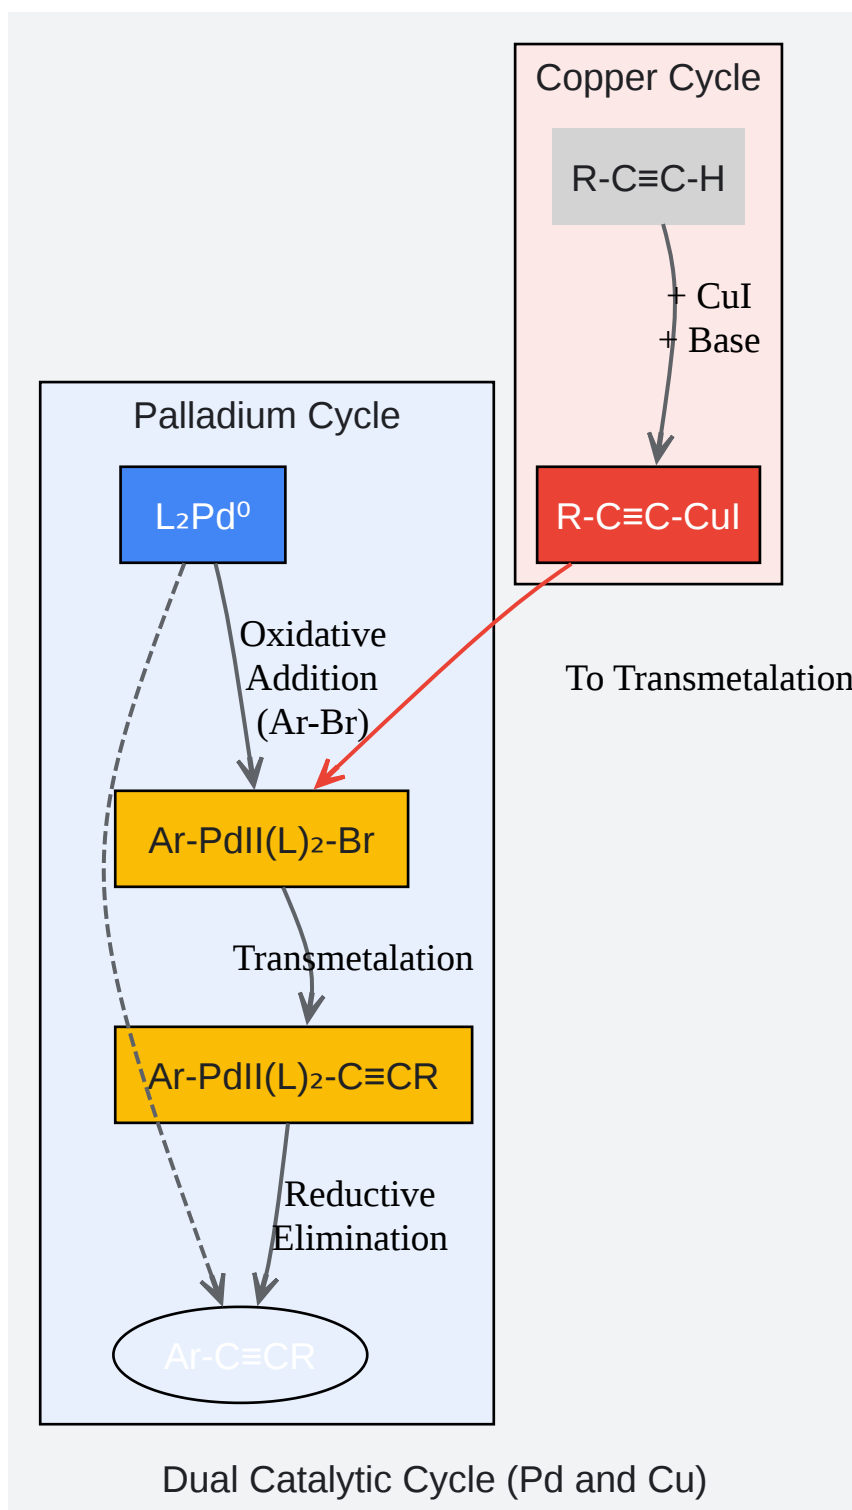 Copper Cycle
R-C≡C-H
+ CuI
+ Base
Palladium Cycle
L₂Pd⁰
R-C≡C-CuI
Oxidative
Addition
(Ar-Br)
To Transmetalation
Ar-PdII(L)₂-Br
Transmetalation
Ar-PdII(L)₂-C≡CR
Reductive
Elimination
Ar-C≡CR
Dual Catalytic Cycle (Pd and Cu)